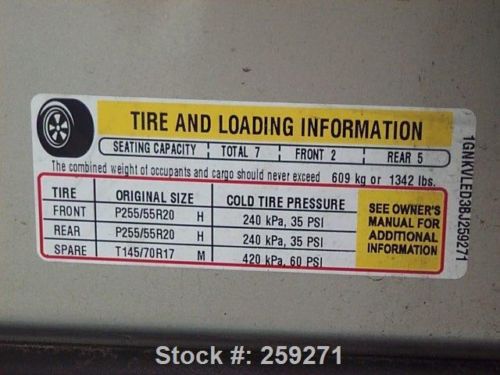 TIRE AND LOADING INFORMATION
SEATING CAPACITY TOTAL 7 FRONT 2 REAR 5
The combined weight of occupants and cargo should never exceed 609 kg or 1342 lbs.
TIRE ORIGINAL SIZE COLD TIRE PRESSURE
FRONT P255/55R20 H 240 kPa, 35 PSI
REAR P255/55R20 H 240 kPa, 35 PSI
SPARE T145/70R17 M 420 kPa, 60 PSI
SEE OWNER'S
MANUAL FOR
ADDITIONAL
INFORMATION
1GNKVLED3BJ259271
Stock #: 259271